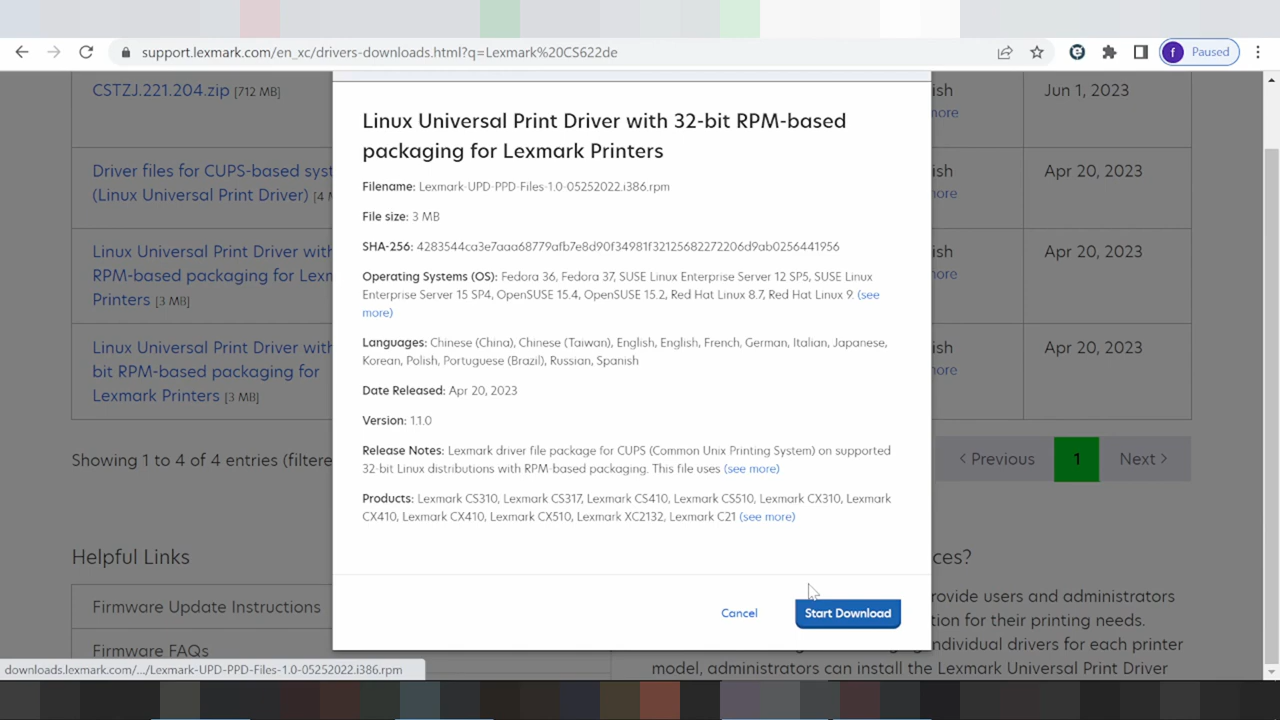 support.lexmark.com/en_xc/drivers-downloads.html?q=Lexmark%20CS622de
f Paused
CSTZJ.221.204.zip [712 MB]
ish
more
Jun 1, 2023
Driver files for CUPS-based syst
(Linux Universal Print Driver) [4 M
ish
more
Apr 20, 2023
Linux Universal Print Driver with
RPM-based packaging for Lexm
Printers [3 MB]
ish
more
Apr 20, 2023
Linux Universal Print Driver with
bit RPM-based packaging for
Lexmark Printers [3 MB]
ish
more
Apr 20, 2023
Showing 1 to 4 of 4 entries (filtere
< Previous 1 Next >
Linux Universal Print Driver with 32-bit RPM-based
packaging for Lexmark Printers
Filename: Lexmark-UPD-PPD-Files-1.0-05252022.i386.rpm
File size: 3 MB
SHA-256: 4283544ca3e7aaa68779afb7e8d90f34981f32125682272206d9ab0256441956
Operating Systems (OS): Fedora 36, Fedora 37, SUSE Linux Enterprise Server 12 SP5, SUSE Linux
Enterprise Server 15 SP4, OpenSUSE 15.4, OpenSUSE 15.2, Red Hat Linux 8.7, Red Hat Linux 9. (see
more)
Languages: Chinese (China), Chinese (Taiwan), English, English, French, German, Italian, Japanese,
Korean, Polish, Portuguese (Brazil), Russian, Spanish
Date Released: Apr 20, 2023
Version: 1.1.0
Release Notes: Lexmark driver file package for CUPS (Common Unix Printing System) on supported
32-bit Linux distributions with RPM-based packaging. This file uses (see more)
Products: Lexmark CS310, Lexmark CS317, Lexmark CS410, Lexmark CS510, Lexmark CX310, Lexmark
CX410, Lexmark CX410, Lexmark CX510, Lexmark XC2132, Lexmark C21 (see more)
Cancel
Start Download
Helpful Links
Firmware Update Instructions
Firmware FAQs
ces?
rovide users and administrators
tion for their printing needs.
ndividual drivers for each printer
model, administrators can install the Lexmark Universal Print Driver
downloads.lexmark.com/.../Lexmark-UPD-PPD-Files-1.0-05252022.i386.rpm